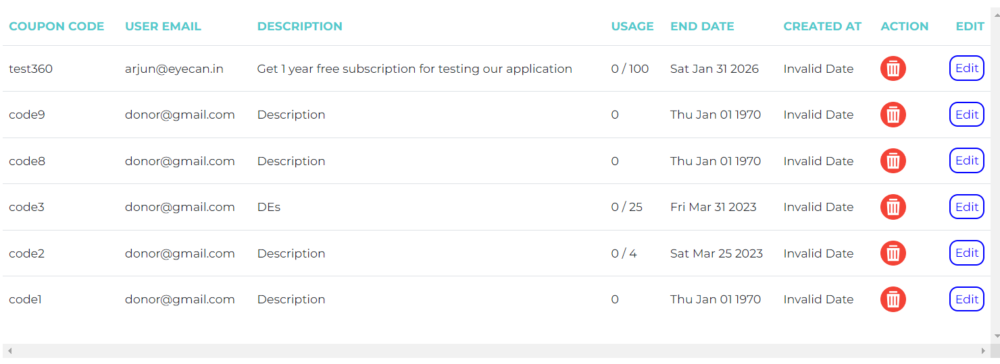 COUPON CODE USER EMAIL DESCRIPTION USAGE END DATE CREATED AT ACTION EDIT
test360 arjun@eyecan.in Get 1 year free subscription for testing our application 0 / 100 Sat Jan 31 2026 Invalid Date Edit
code9 donor@gmail.com Description 0 Thu Jan 01 1970 Invalid Date Edit
code8 donor@gmail.com Description 0 Thu Jan 01 1970 Invalid Date Edit
code3 donor@gmail.com DEs 0 / 25 Fri Mar 31 2023 Invalid Date Edit
code2 donor@gmail.com Description 0 / 4 Sat Mar 25 2023 Invalid Date Edit
code1 donor@gmail.com Description 0 Thu Jan 01 1970 Invalid Date Edit